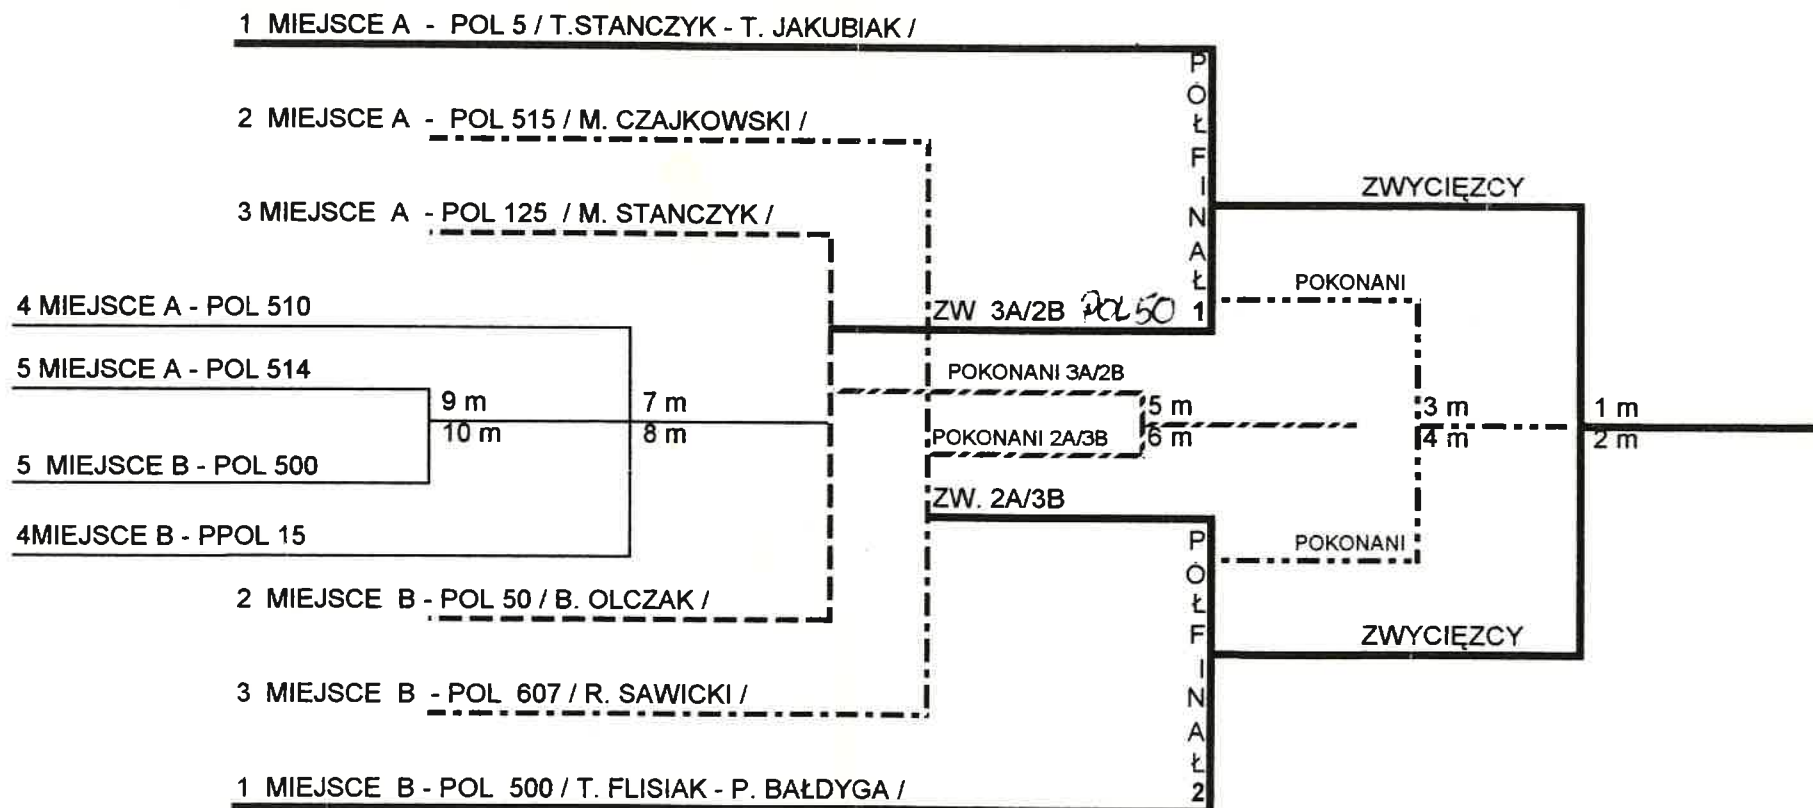 1 MIEJSCE A - POL 5 / T.STANCZYK - T. JAKUBIAK /
2 MIEJSCE A - POL 515 / M. CZAJKOWSKI /
3 MIEJSCE A - POL 125 / M. STANCZYK /
4 MIEJSCE A - POL 510
5 MIEJSCE A - POL 514
9 m
10 m
7 m
8 m
5 MIEJSCE B - POL 500
4MIEJSCE B - PPOL 15
2 MIEJSCE B - POL 50 / B. OLCZAK /
3 MIEJSCE B - POL 607 / R. SAWICKI /
1 MIEJSCE B - POL 500 / T. FLISIAK - P. BAŁDYGA /
ZW 3A/2B POL 50
POKONANI 3A/2B
5 m
6 m
POKONANI 2A/3B
ZW. 2A/3B
PÓŁFINAŁ 1
PÓŁFINAŁ 2
ZWYCIĘZCY
POKONANI
3 m
4 m
POKONANI
ZWYCIĘZCY
1 m
2 m